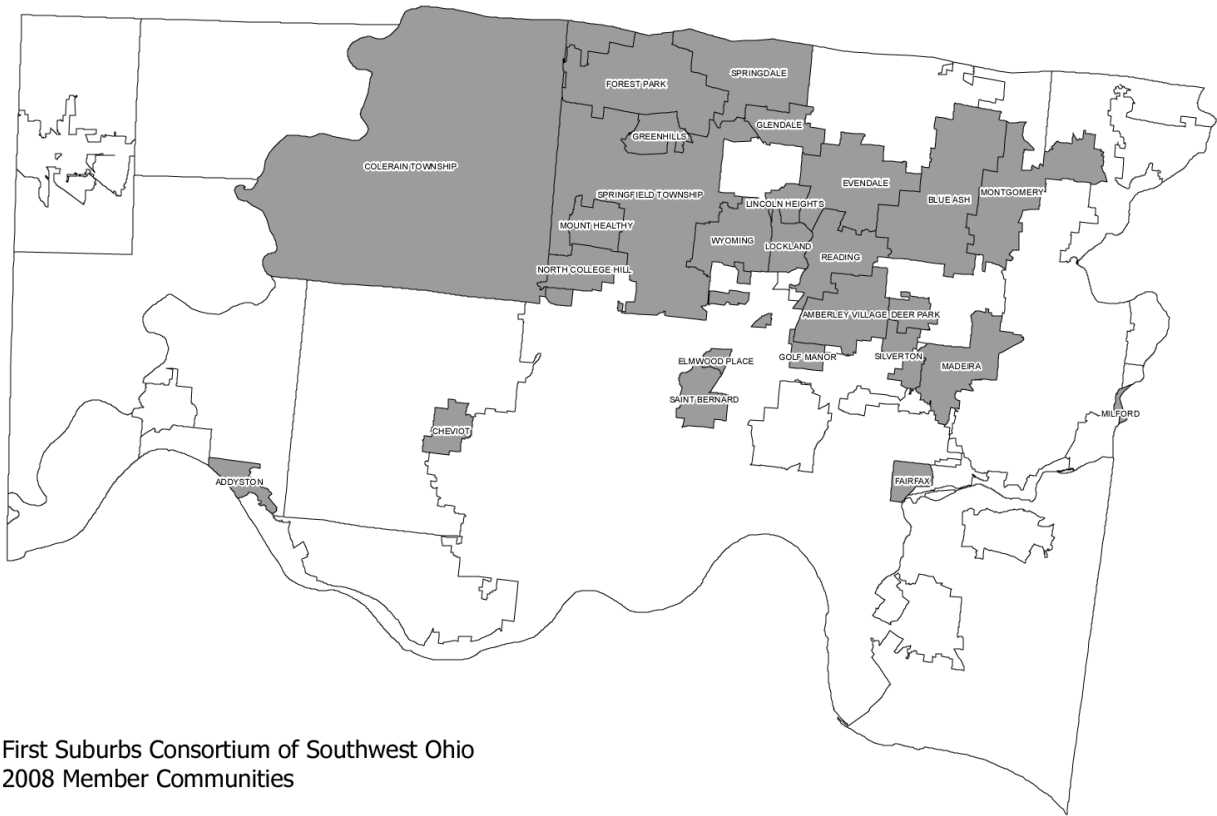 SPRINGDALE
FOREST PARK
GLENDALE
GREENHILLS
COLERAIN TOWNSHIP
EVENDALE
MONTGOMERY
SPRINGFIELD TOWNSHIP
BLUE ASH
LINCOLN HEIGHTS
MOUNT HEALTHY
WYOMING
LOCKLAND
READING
NORTH COLLEGE HILL
AMBERLEY VILLAGE
DEER PARK
GOLF MANOR
SILVERTON
ELMWOOD PLACE
MADEIRA
SAINT BERNARD
MILFORD
CHEVIOT
FAIRFAX
ADDYSTON
First Suburbs Consortium of Southwest Ohio
2008 Member Communities